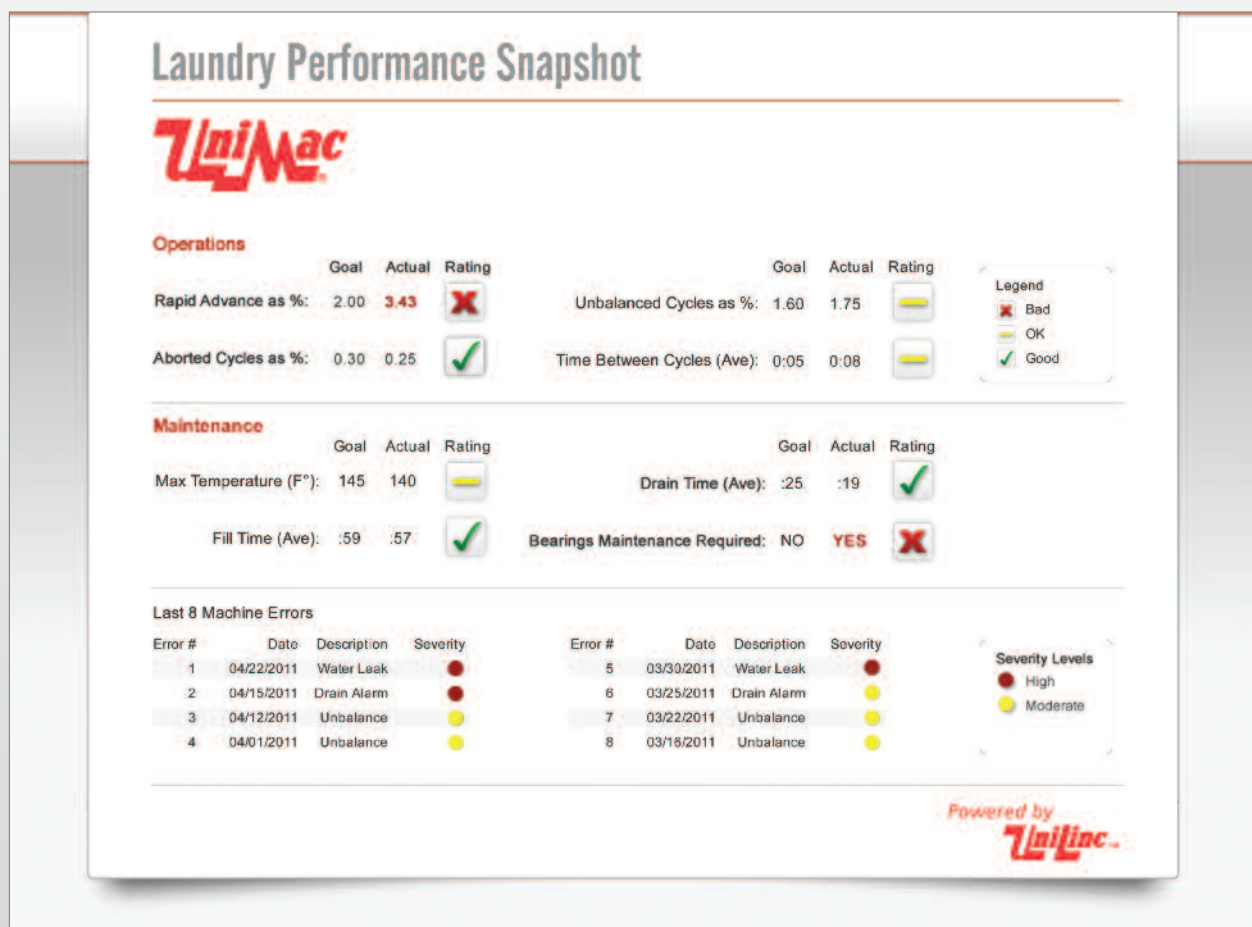 Laundry Performance Snapshot
UniMac
Operations
Goal Actual Rating Goal Actual Rating
Rapid Advance as %: 2.00 3.43 Unbalanced Cycles as %: 1.60 1.75
Aborted Cycles as %: 0.30 0.25 Time Between Cycles (Ave): 0:05 0:08
Legend
Bad
OK
Good
Maintenance
Goal Actual Rating Goal Actual Rating
Max Temperature (F°): 145 140 Drain Time (Ave): :25 :19
Fill Time (Ave): :59 :57 Bearings Maintenance Required: NO YES
Last 8 Machine Errors
Error # Date Description Severity Error # Date Description Severity
1 04/22/2011 Water Leak 5 03/30/2011 Water Leak
2 04/15/2011 Drain Alarm 6 03/25/2011 Drain Alarm
3 04/12/2011 Unbalance 7 03/22/2011 Unbalance
4 04/01/2011 Unbalance 8 03/16/2011 Unbalance
Severity Levels
High
Moderate
Powered by
UniLinc